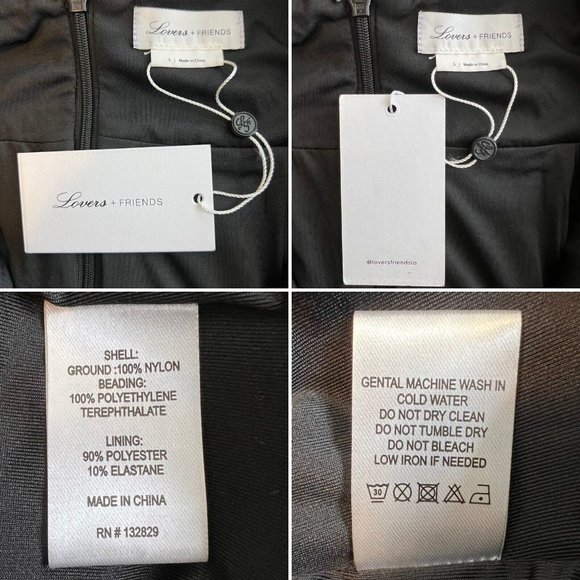 Lovers + FRIENDS
S | Made in China
Lovers + FRIENDS
Lovers + FRIENDS
S | Made in China
@loversfriendsla
SHELL:
GROUND :100% NYLON
BEADING:
100% POLYETHYLENE
TEREPHTHALATE
LINING:
90% POLYESTER
10% ELASTANE
MADE IN CHINA
RN # 132829
GENTAL MACHINE WASH IN
COLD WATER
DO NOT DRY CLEAN
DO NOT TUMBLE DRY
DO NOT BLEACH
LOW IRON IF NEEDED
30